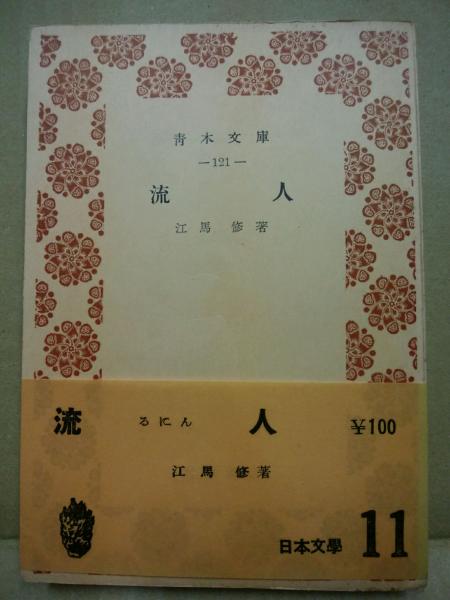 青木文庫
—121—
流人
江馬修著
流 るにん 人
¥100
江馬修著
日本文學 11